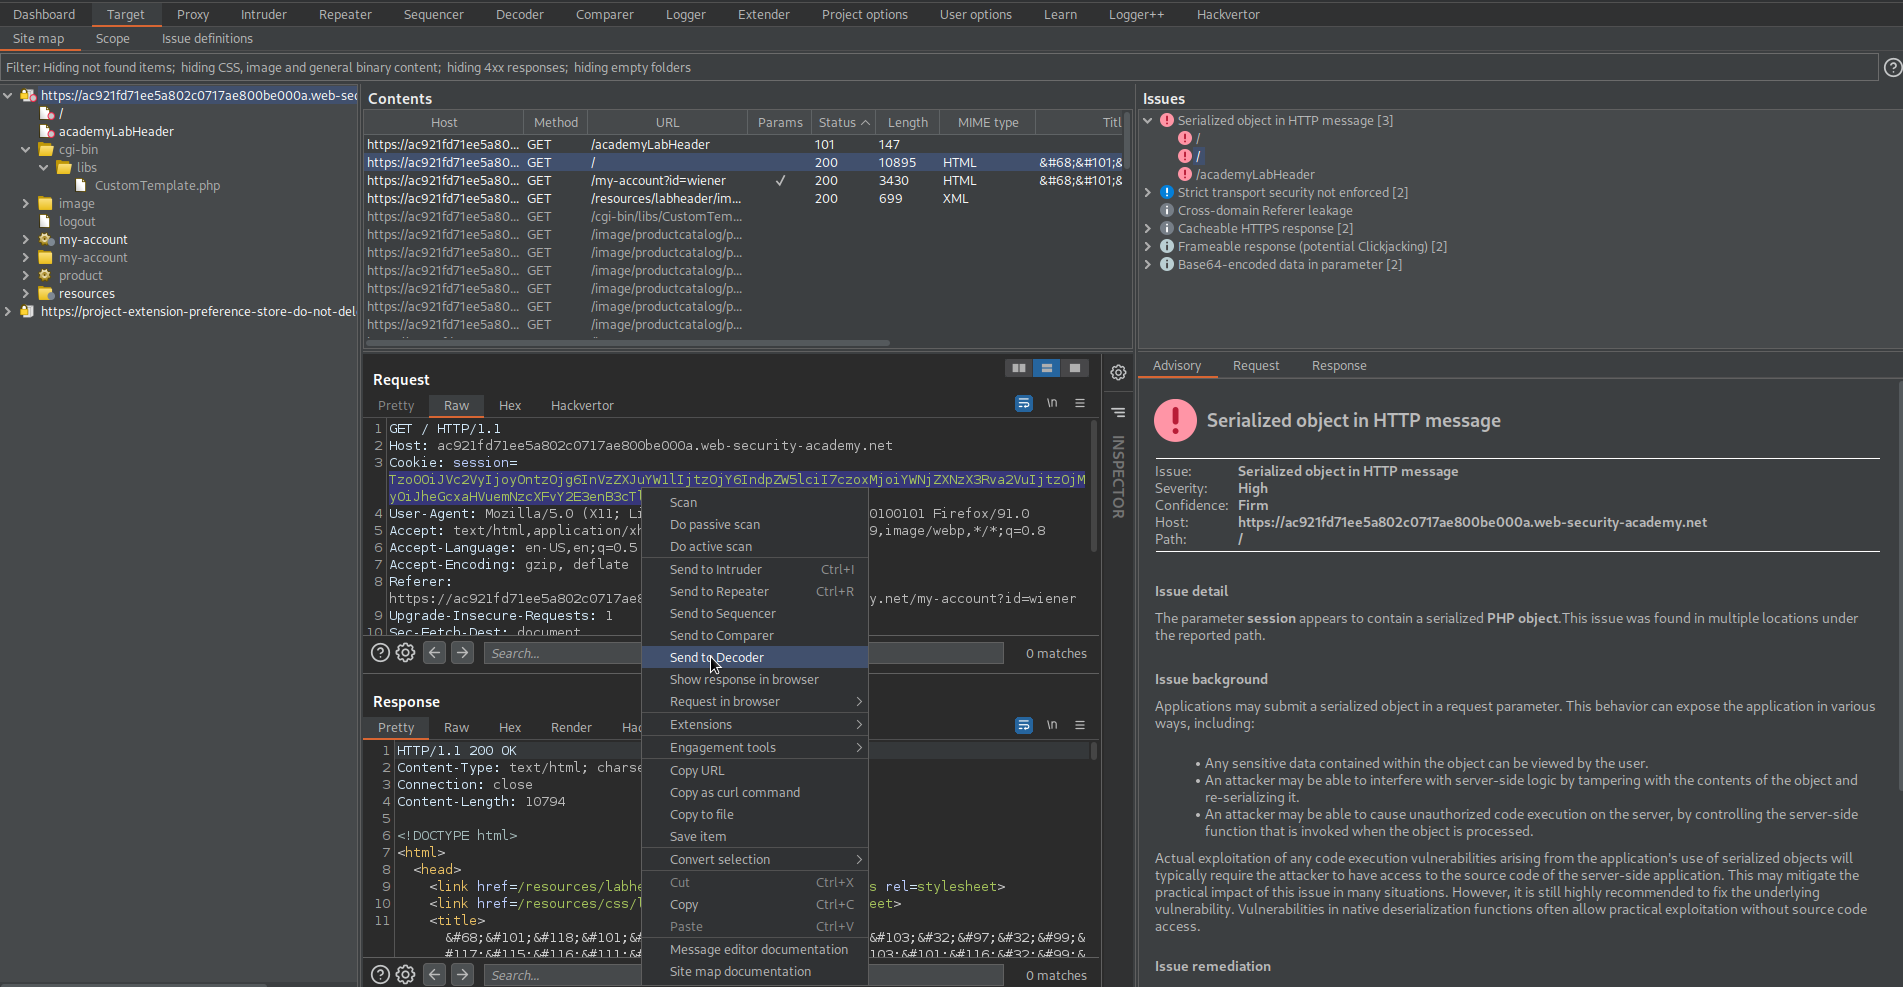 Dashboard Target Proxy Intruder Repeater Sequencer Decoder Comparer Logger Extender Project options User options Learn Logger++ Hackvertor
Site map Scope Issue definitions
Filter: Hiding not found items; hiding CSS, image and general binary content; hiding 4xx responses; hiding empty folders
https://ac921fd71ee5a802c0717ae800be000a.web-sec
/
academyLabHeader
cgi-bin
libs
CustomTemplate.php
image
logout
my-account
my-account
product
resources
https://project-extension-preference-store-do-not-del
Contents
Host Method URL Params Status Length MIME type Titl
https://ac921fd71ee5a80... GET /academyLabHeader 101 147
https://ac921fd71ee5a80... GET / 200 10895 HTML &#68;&#101;&
https://ac921fd71ee5a80... GET /my-account?id=wiener ✓ 200 3430 HTML &#68;&#101;&
https://ac921fd71ee5a80... GET /resources/labheader/im... 200 699 XML
https://ac921fd71ee5a80... GET /cgi-bin/libs/CustomTem...
https://ac921fd71ee5a80... GET /image/productcatalog/p...
https://ac921fd71ee5a80... GET /image/productcatalog/p...
https://ac921fd71ee5a80... GET /image/productcatalog/p...
https://ac921fd71ee5a80... GET /image/productcatalog/p...
https://ac921fd71ee5a80... GET /image/productcatalog/p...
https://ac921fd71ee5a80... GET /image/productcatalog/p...
Request
Pretty Raw Hex Hackvertor
\n
1 GET / HTTP/1.1
2 Host: ac921fd71ee5a802c0717ae800be000a.web-security-academy.net
3 Cookie: session=
Tzo0OiJVc2VyIjoyOntzOjg6InVzZXJuYW1lIjtzOjY6IndpZW5lciI7czoxMjoiYWNjZXNzX3Rva2VuIjtzOjM
yOiJheGcxaHVuemNzcXFvY2E3enB3cTl
4 User-Agent: Mozilla/5.0 (X11; Li 0100101 Firefox/91.0
5 Accept: text/html,application/xh 9,image/webp,*/*;q=0.8
6 Accept-Language: en-US,en;q=0.5
7 Accept-Encoding: gzip, deflate
8 Referer:
https://ac921fd71ee5a802c0717ae8 y.net/my-account?id=wiener
9 Upgrade-Insecure-Requests: 1
10 Sec-Fetch-Dest: document
Search... 0 matches
Scan
Do passive scan
Do active scan
Send to Intruder Ctrl+I
Send to Repeater Ctrl+R
Send to Sequencer
Send to Comparer
Send to Decoder
Show response in browser
Request in browser
Extensions
Engagement tools
Copy URL
Copy as curl command
Copy to file
Save item
Convert selection
Cut Ctrl+X
Copy Ctrl+C
Paste Ctrl+V
Message editor documentation
Site map documentation
Response
Pretty Raw Hex Render Hac
\n
1 HTTP/1.1 200 OK
2 Content-Type: text/html; charse
3 Connection: close
4 Content-Length: 10794
5
6 <!DOCTYPE html>
7 <html>
8 <head>
9 <link href=/resources/labhe s rel=stylesheet>
10 <link href=/resources/css/l eet>
11 <title>
&#68;&#101;&#118;&#101;&# &#103;&#32;&#97;&#32;&#99;&
#117;&#115;&#116;&#111;&# 103;&#101;&#116;&#32;&#99;&
Search... 0 matches
INSPECTOR
Issues
Serialized object in HTTP message [3]
/
/
/academyLabHeader
Strict transport security not enforced [2]
Cross-domain Referer leakage
Cacheable HTTPS response [2]
Frameable response (potential Clickjacking) [2]
Base64-encoded data in parameter [2]
Advisory Request Response
Serialized object in HTTP message
Issue: Serialized object in HTTP message
Severity: High
Confidence: Firm
Host: https://ac921fd71ee5a802c0717ae800be000a.web-security-academy.net
Path: /
Issue detail
The parameter session appears to contain a serialized PHP object.This issue was found in multiple locations under
the reported path.
Issue background
Applications may submit a serialized object in a request parameter. This behavior can expose the application in various
ways, including:
• Any sensitive data contained within the object can be viewed by the user.
• An attacker may be able to interfere with server-side logic by tampering with the contents of the object and
re-serializing it.
• An attacker may be able to cause unauthorized code execution on the server, by controlling the server-side
function that is invoked when the object is processed.
Actual exploitation of any code execution vulnerabilities arising from the application's use of serialized objects will
typically require the attacker to have access to the source code of the server-side application. This may mitigate the
practical impact of this issue in many situations. However, it is still highly recommended to fix the underlying
vulnerability. Vulnerabilities in native deserialization functions often allow practical exploitation without source code
access.
Issue remediation